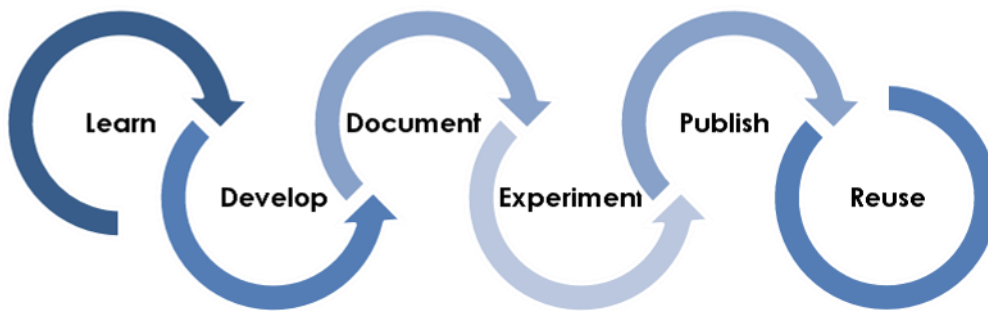 Learn
Develop
Document
Experiment
Publish
Reuse